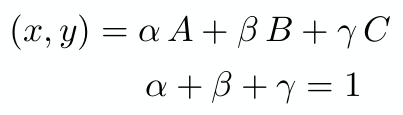 (x, y) = α A + β B + γ C
α + β + γ = 1